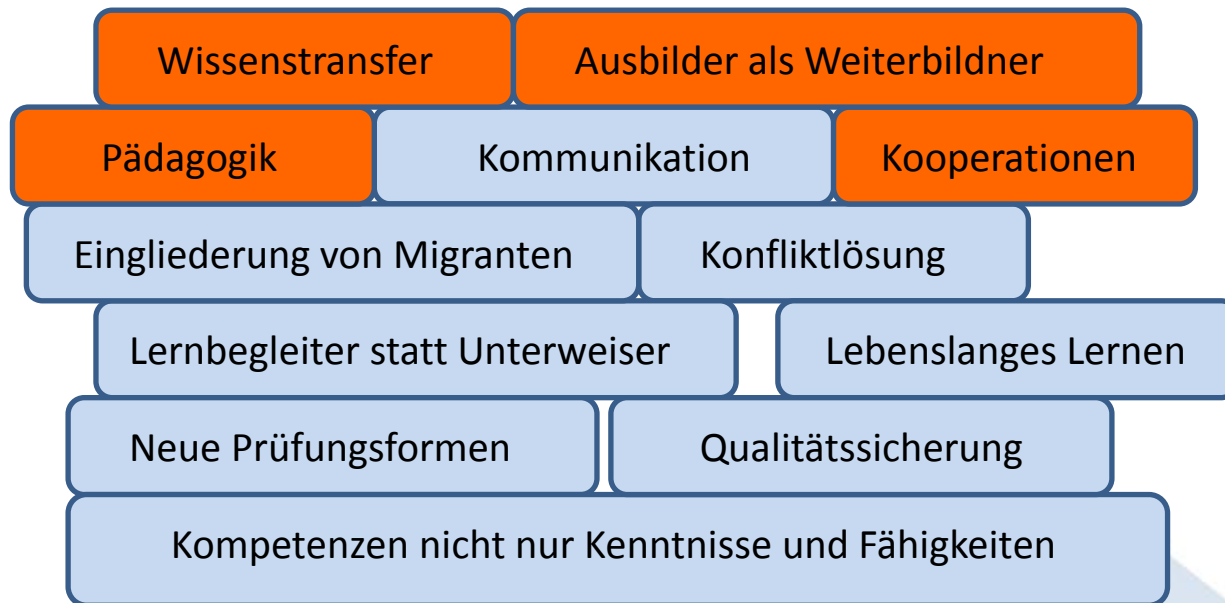 Wissenstransfer
Ausbilder als Weiterbildner
Pädagogik
Kommunikation
Kooperationen
Eingliederung von Migranten
Konfliktlösung
Lernbegleiter statt Unterweiser
Lebenslanges Lernen
Neue Prüfungsformen
Qualitätssicherung
Kompetenzen nicht nur Kenntnisse und Fähigkeiten